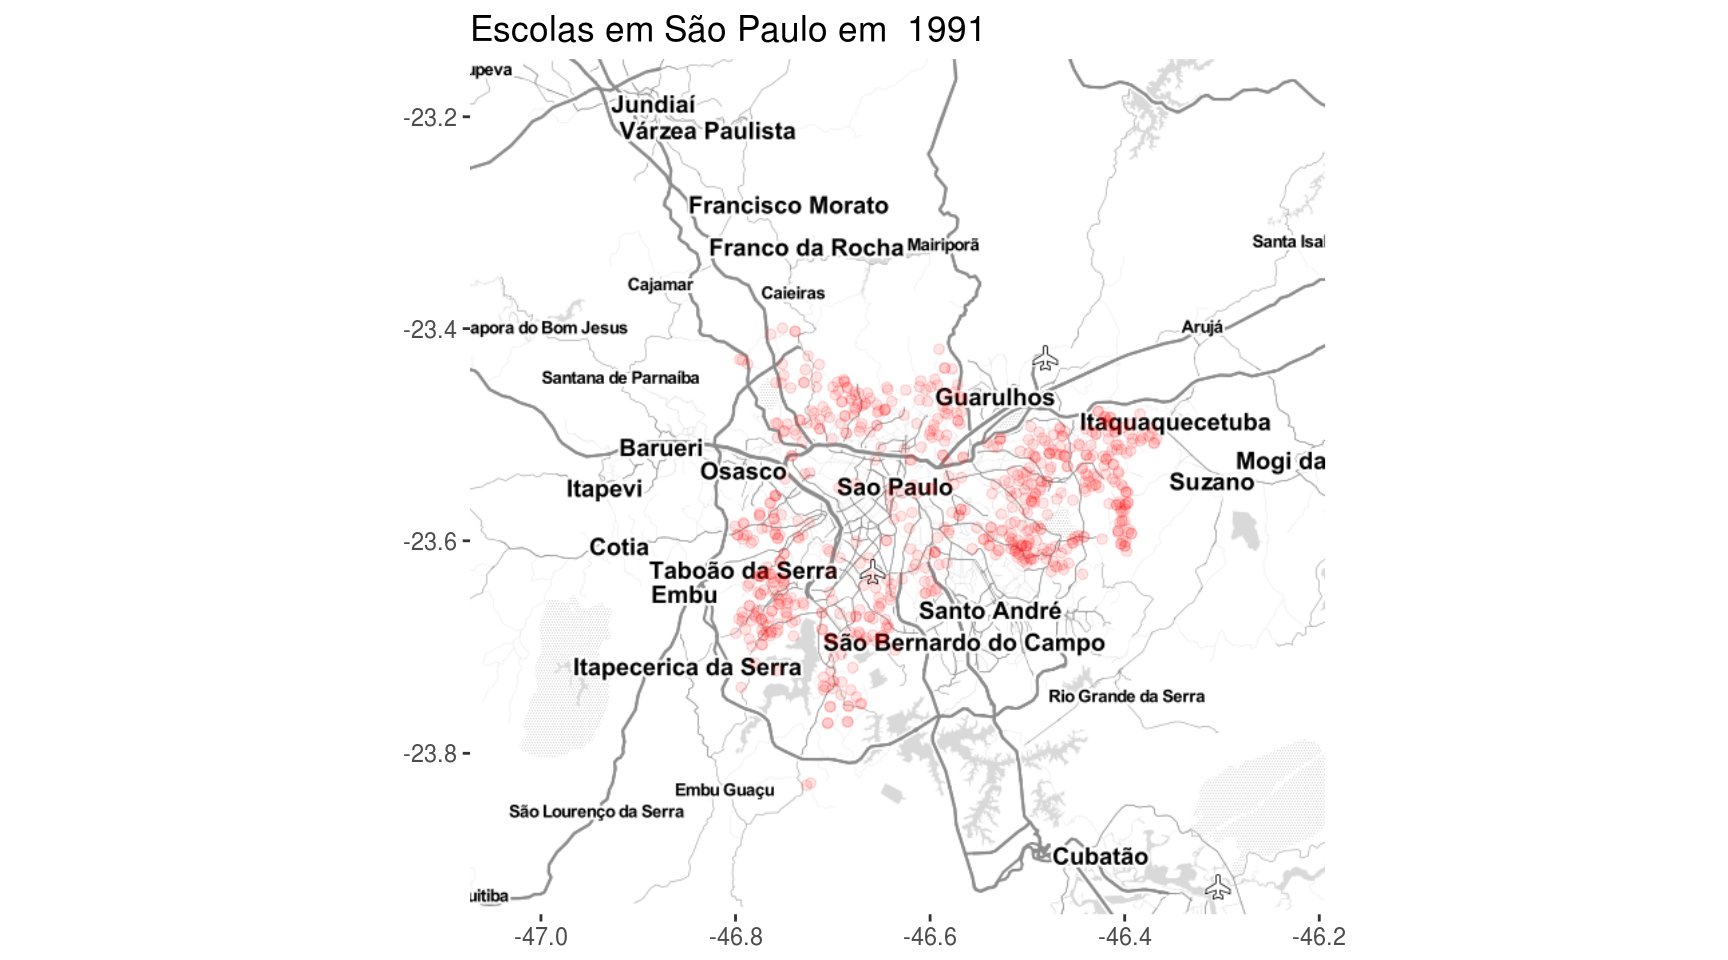 Escolas em São Paulo em 1991
upeva
Jundiaí
-23.2
Várzea Paulista
Francisco Morato
Santa Isal
Franco da Rocha
Mairiporã
Cajamar
Caieiras
-23.4
apora do Bom Jesus
Arujá
Santana de Parnaíba
Guarulhos
Itaquaquecetuba
Barueri
Mogi da
Osasco
Suzano
Itapevi
Sao Paulo
-23.6
Cotia
Taboão da Serra
Embu
Santo André
São Bernardo do Campo
Itapecerica da Serra
Rio Grande da Serra
-23.8
Embu Guaçu
São Lourenço da Serra
Cubatão
uitiba
-47.0
-46.8
-46.6
-46.4
-46.2